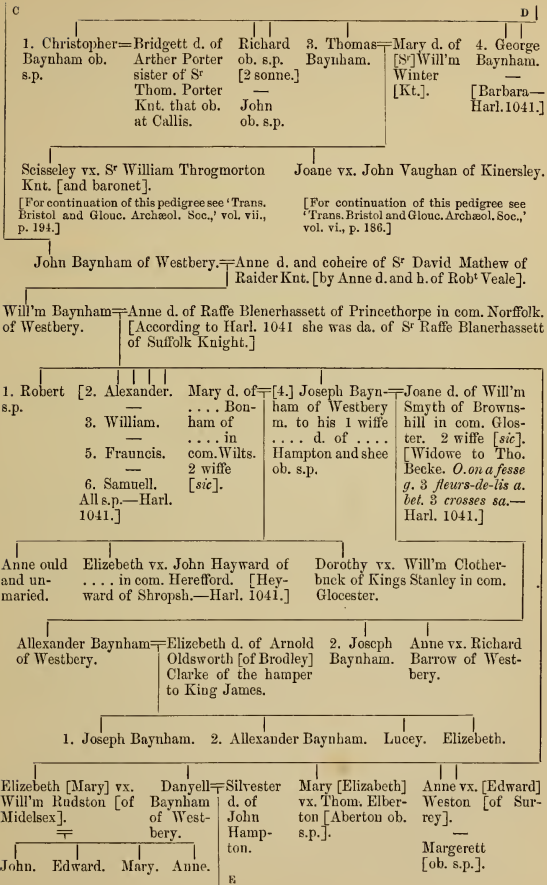 C
D
1. Christopher=Bridgett d. of
Baynham ob. Arther Porter
s.p. sister of Sr
Thom. Porter
Knt. that ob.
at Callis.
Richard
ob. s.p.
[2 sonne.]
—
John
ob. s.p.
3. Thomas=Mary d. of
Baynham. [Sr]Will'm
Winter
[Kt.].
4. George
Baynham.
—
[Barbara—
Harl. 1041.]
Scisseley vx. Sr William Throgmorton
Knt. [and baronet].
[For continuation of this pedigree see 'Trans.
Bristol and Glouc. Archæol. Soc.,' vol. vii.,
p. 194.]
Joane vx. John Vaughan of Kinersley.
[For continuation of this pedigree see
'Trans. Bristol and Glouc. Archæol. Soc.,'
vol. vi., p. 186.]
John Baynham of Westbery.=Anne d. and coheire of Sr David Mathew of
Raider Knt. [by Anne d. and h. of Robt Veale].
Will'm Baynham=Anne d. of Raffe Blenerhassett of Princethorpe in com. Norffolk.
of Westbery. [According to Harl. 1041 she was da. of Sr Raffe Blanerhassett
of Suffolk Knight.]
1. Robert
s.p.
[2. Alexander.
—
3. William.
—
5. Frauncis.
—
6. Samuell.
All s.p.—Harl.
1041.]
Mary d. of=[4.] Joseph Bayn-=Joane d. of Will'm
. . . . Bon-
ham of
. . . . in
com. Wilts.
2 wiffe
[sic].
ham of Westbery
m. to his 1 wiffe
. . . . d. of . . . .
Hampton and shee
ob. s.p.
Smyth of Browns-
hill in com. Glos-
ter. 2 wiffe [sic].
[Widowe to Tho.
Becke. O. on a fesse
g. 3 fleurs-de-lis a.
bet. 3 crosses sa.—
Harl. 1041.]
Anne ould
and un-
maried.
Elizebeth vx. John Hayward of
. . . . in com. Herefford. [Hey-
ward of Shropsh.—Harl. 1041.]
Dorothy vx. Will'm Clother-
buck of Kings Stanley in com.
Glocester.
Allexander Baynham=Elizebeth d. of Arnold
of Westbery. Oldsworth [of Brodley]
Clarke of the hamper
to King James.
2. Joseph
Baynham.
Anne vx. Richard
Barrow of West-
bery.
1. Joseph Baynham. 2. Allexander Baynham. Lucey. Elizebeth.
Elizebeth [Mary] vx.
Will'm Rudston [of
Midelsex].
Danyell=Silvester
Baynham d. of
of West- John
bery. Hamp-
ton.
Mary [Elizabeth]
vx. Thom. Elber-
ton [Aberton ob.
s.p.].
Anne vx. [Edward]
Weston [of Sur-
rey].
—
Margerett
[ob. s.p.].
John. Edward. Mary. Anne.
E